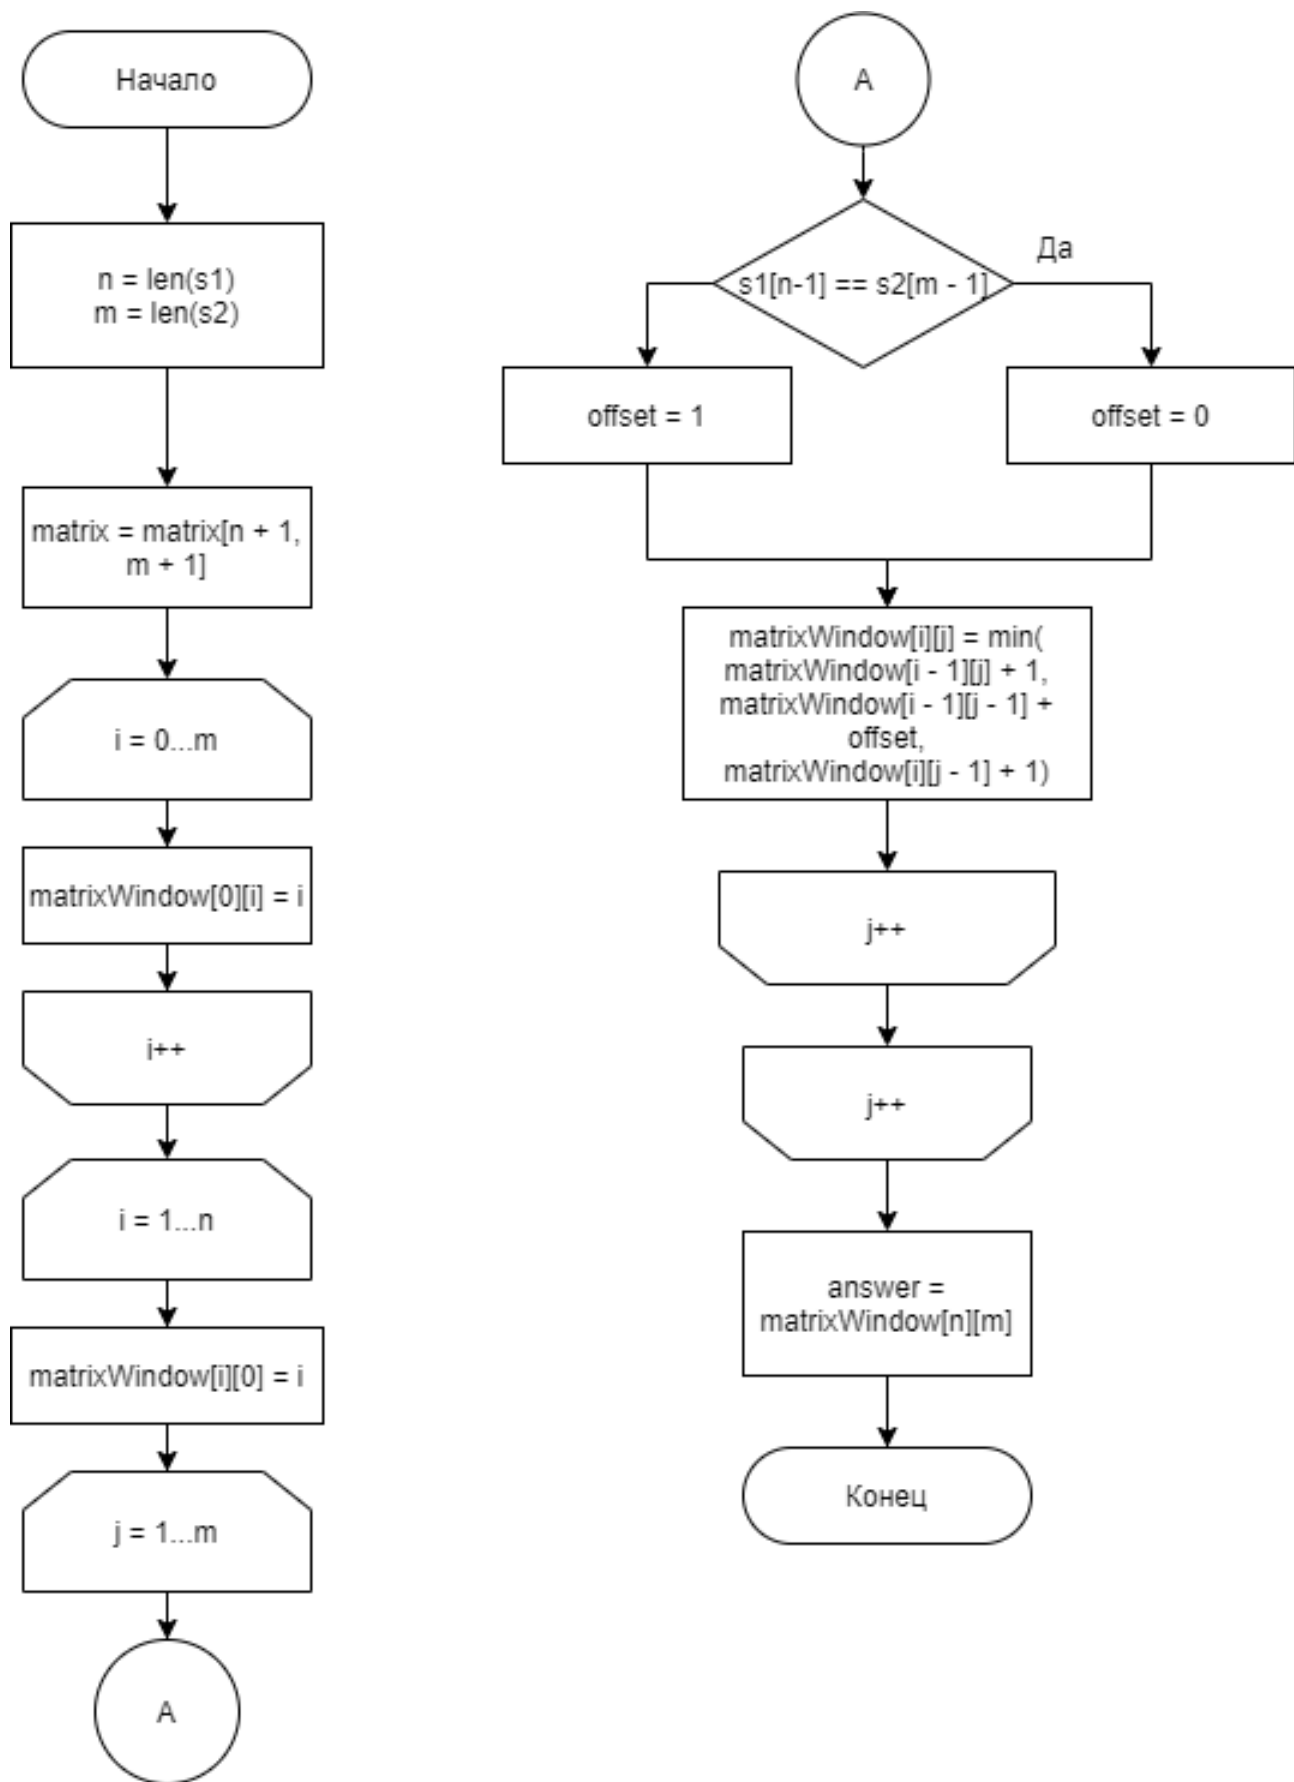 Начало
n = len(s1)
m = len(s2)
matrix = matrix[n + 1,
m + 1]
i = 0...m
matrixWindow[0][i] = i
i++
i = 1...n
matrixWindow[i][0] = i
j = 1...m
A
A
s1[n-1] == s2[m - 1]
Да
offset = 1
offset = 0
matrixWindow[i][j] = min(
matrixWindow[i - 1][j] + 1,
matrixWindow[i - 1][j - 1] +
offset,
matrixWindow[i][j - 1] + 1)
j++
j++
answer =
matrixWindow[n][m]
Конец